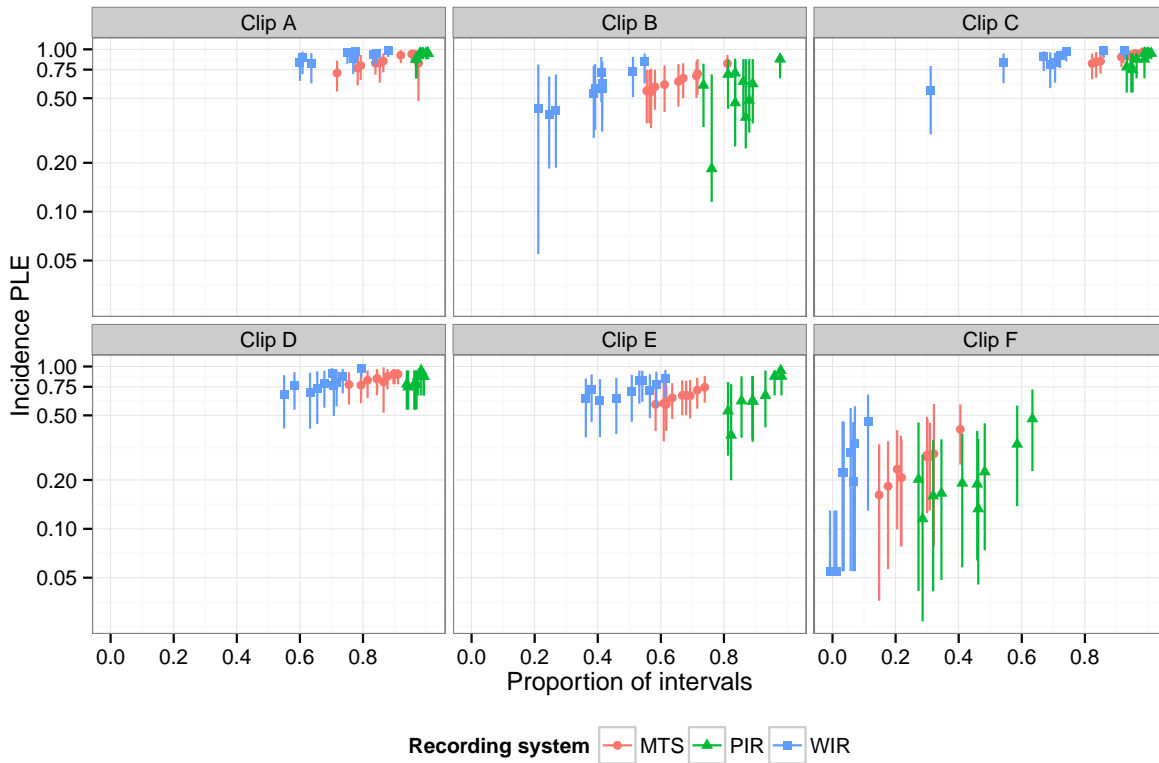 Clip A Clip B Clip C
1.00
0.75
0.50
0.20
0.10
0.05
Clip D Clip E Clip F
1.00
0.75
0.50
0.20
0.10
0.05
Incidence PLE
0.0 0.2 0.4 0.6 0.8 0.0 0.2 0.4 0.6 0.8 0.0 0.2 0.4 0.6 0.8
Proportion of intervals
Recording system MTS PIR WIR